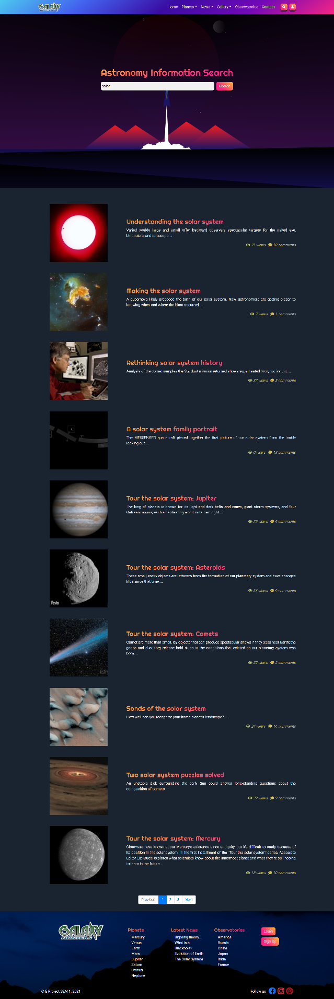 GALAXY
HUNTERS
Home Planets News Gallery Observatories Contact
Astronomy Information Search
solar
Search
Understanding the solar system
Varied worlds large and small offer backyard observers spectacular targets for the naked eye,
binoculars, and telescope....
21 views 10 comments
Making the solar system
A supernova likely preceded the birth of our solar system. Now, astronomers are getting closer to
knowing when and where the blast occurred....
7 views 1 comments
Rethinking solar system history
Analysis of the comet samples the Stardust mission returned shows superheated rock, not icy dirt....
32 views 5 comments
A solar system family portrait
The MESSENGER spacecraft pieced together the first picture of our solar system from the inside
looking out....
0 views comments
Tour the solar system: Jupiter
The king of planets is known for its light and dark belts and zones, giant storm systems, and four
Galilean moons, each a captivating world in its own right....
25 views 9 comments
Vesta
Tour the solar system: Asteroids
These small, rocky objects are leftovers from the formation of our planetary system and have changed
little since that time....
36 views 9 comments
Tour the solar system: Comets
Comet are more than small, icy objects that can produce spectacular shows if they pass near Earth; the
gases and dust they release hold clues to the conditions that existed as our planetary system was
born....
22 views 5 comments
Sands of the solar system
How well can you recognize your home planet's landscape?...
24 views 16 comments
Two solar system puzzles solved
An unstable disk surrounding the early Sun could answer long-standing questions about the
composition of comets....
32 views 2 comments
Tour the solar system: Mercury
Observers have known about Mercury's existence since antiquity, but it's difficult to study because of
its position in the solar system. In the first installment of the "Tour the solar system" series, Associate
Editor Liz Kruesi explores what scientists know about the innermost planet and what they're still hoping
to learn in the future....
18 views 10 comments
Previous 1 2 3 Next
GALAXY
HUNTERS
Planets
Mercury
Venus
Earth
Mars
Jupiter
Saturn
Uranus
Neptune
Latest News
Bigbang theory...
What is a
Blackhole?
Evolution of Earth
The Solar System
Observatories
America
Russia
China
Japan
Inida
France
Login
Sign Up
© E Project SEM 1, 2021
Follow us